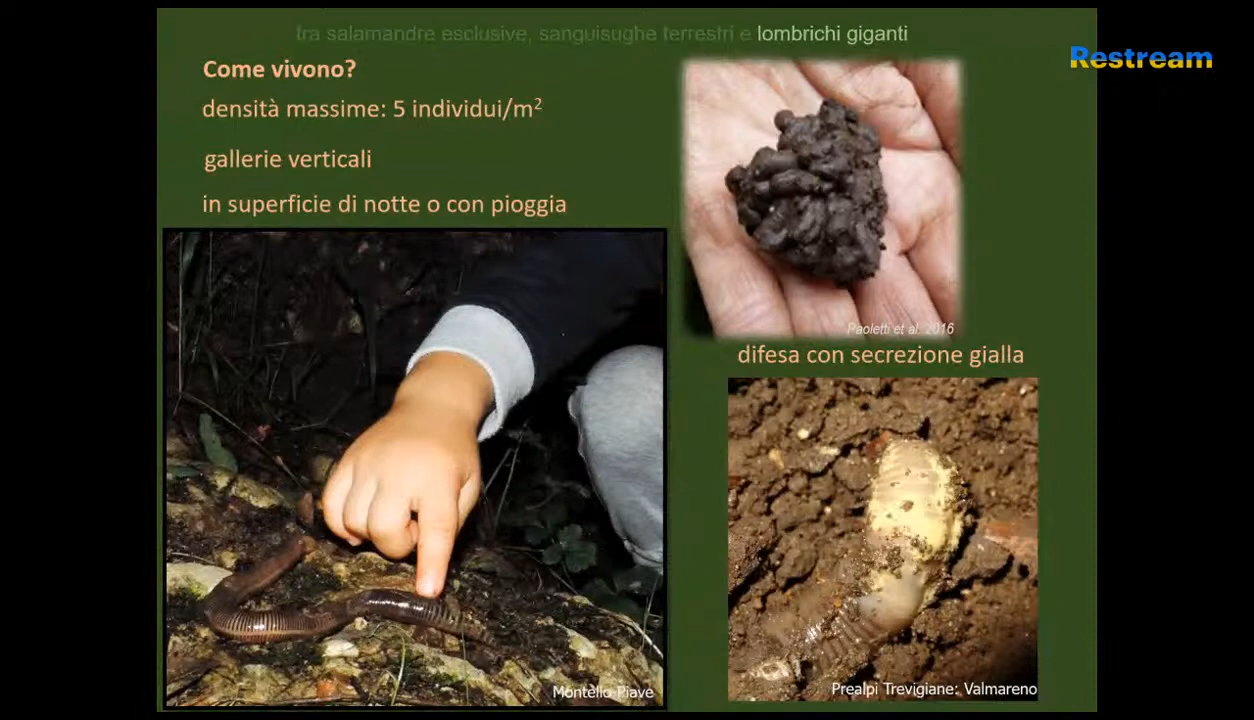 tra salamandre esclusive, sanguisughe terrestri e lombrichi giganti
Restream
Come vivono?
densità massime: 5 individui/m²
gallerie verticali
in superficie di notte o con pioggia
Paoletti et al. 2016
difesa con secrezione gialla
Montello-Piave
Prealpi Trevigiane: Valmareno